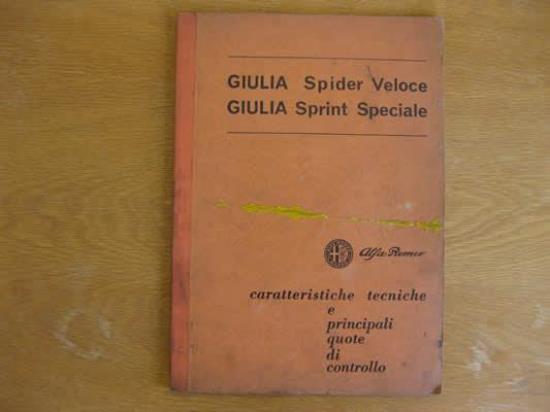 GIULIA Spider Veloce
GIULIA Sprint Speciale
Alfa Romeo
caratteristiche tecniche
e
principali
quote
di
controllo